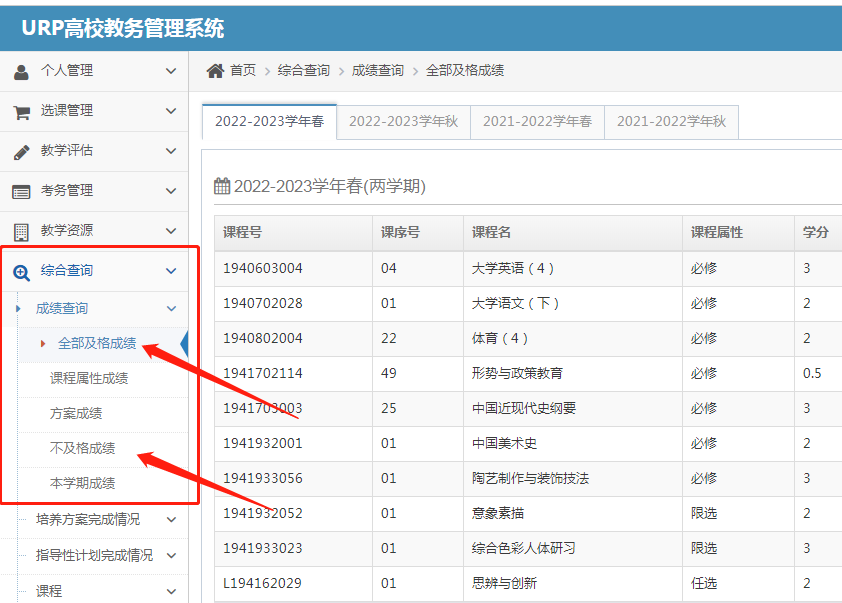 URP高校教务管理系统
个人管理
选课管理
教学评估
考务管理
教学资源
综合查询
成绩查询
全部及格成绩
课程属性成绩
方案成绩
不及格成绩
本学期成绩
培养方案完成情况
指导性计划完成情况
课程
首页 > 综合查询 > 成绩查询 > 全部及格成绩
2022-2023学年春 2022-2023学年秋 2021-2022学年春 2021-2022学年秋
2022-2023学年春(两学期)
课程号 课序号 课程名 课程属性 学分
1940603004 04 大学英语（4） 必修 3
1940702028 01 大学语文（下） 必修 2
1940802004 22 体育（4） 必修 2
1941702114 49 形势与政策教育 必修 0.5
1941703003 25 中国近现代史纲要 必修 3
1941932001 01 中国美术史 必修 2
1941933056 01 陶艺制作与装饰技法 必修 3
1941932052 01 意象素描 限选 2
1941933023 01 综合色彩人体研习 限选 3
L194162029 01 思辨与创新 任选 2